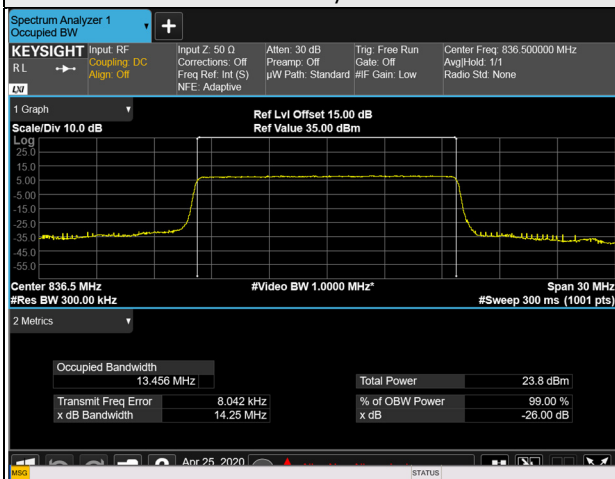 Spectrum Analyzer 1
Occupied BW
KEYSIGHT
RL
LXI
Input: RF
Coupling: DC
Align: Off
Input Z: 50 Ω
Corrections: Off
Freq Ref: Int (S)
NFE: Adaptive
Atten: 30 dB
Preamp: Off
µW Path: Standard
Trig: Free Run
Gate: Off
#IF Gain: Low
Center Freq: 836.500000 MHz
Avg|Hold: 1/1
Radio Std: None
1 Graph
Scale/Div 10.0 dB
Ref Lvl Offset 15.00 dB
Ref Value 35.00 dBm
Log
25.0
15.0
5.00
-5.00
-15.0
-25.0
-35.0
-45.0
-55.0
Center 836.5 MHz
#Video BW 1.0000 MHz*
Span 30 MHz
#Res BW 300.00 kHz
#Sweep 300 ms (1001 pts)
2 Metrics
Occupied Bandwidth
13.456 MHz
Total Power 23.8 dBm
Transmit Freq Error 8.042 kHz
% of OBW Power 99.00 %
x dB Bandwidth 14.25 MHz
x dB -26.00 dB
Apr 25, 2020
MSG
STATUS